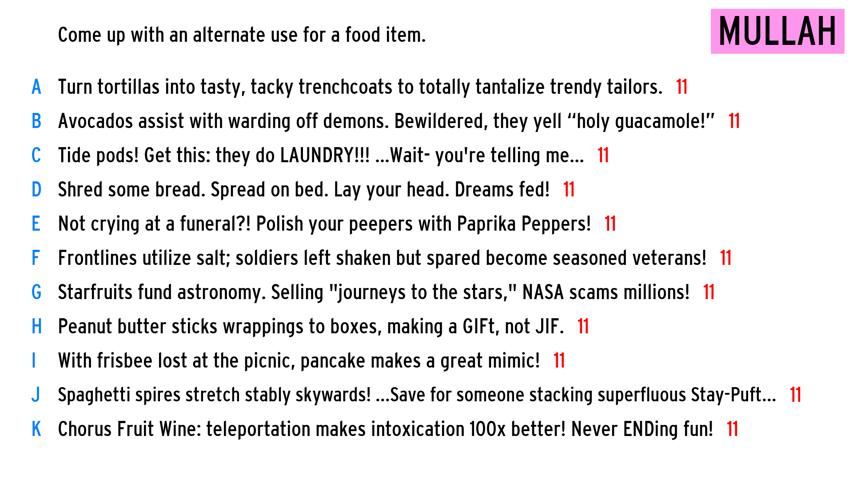 Come up with an alternate use for a food item.
MULLAH
A Turn tortillas into tasty, tacky trenchcoats to totally tantalize trendy tailors. 11
B Avocados assist with warding off demons. Bewildered, they yell “holy guacamole!” 11
C Tide pods! Get this: they do LAUNDRY!!! ...Wait- you're telling me... 11
D Shred some bread. Spread on bed. Lay your head. Dreams fed! 11
E Not crying at a funeral?! Polish your peepers with Paprika Peppers! 11
F Frontlines utilize salt; soldiers left shaken but spared become seasoned veterans! 11
G Starfruits fund astronomy. Selling "journeys to the stars," NASA scams millions! 11
H Peanut butter sticks wrappings to boxes, making a GIFt, not JIF. 11
I With frisbee lost at the picnic, pancake makes a great mimic! 11
J Spaghetti spires stretch stably skywards! ...Save for someone stacking superfluous Stay-Puft... 11
K Chorus Fruit Wine: teleportation makes intoxication 100x better! Never ENDing fun! 11